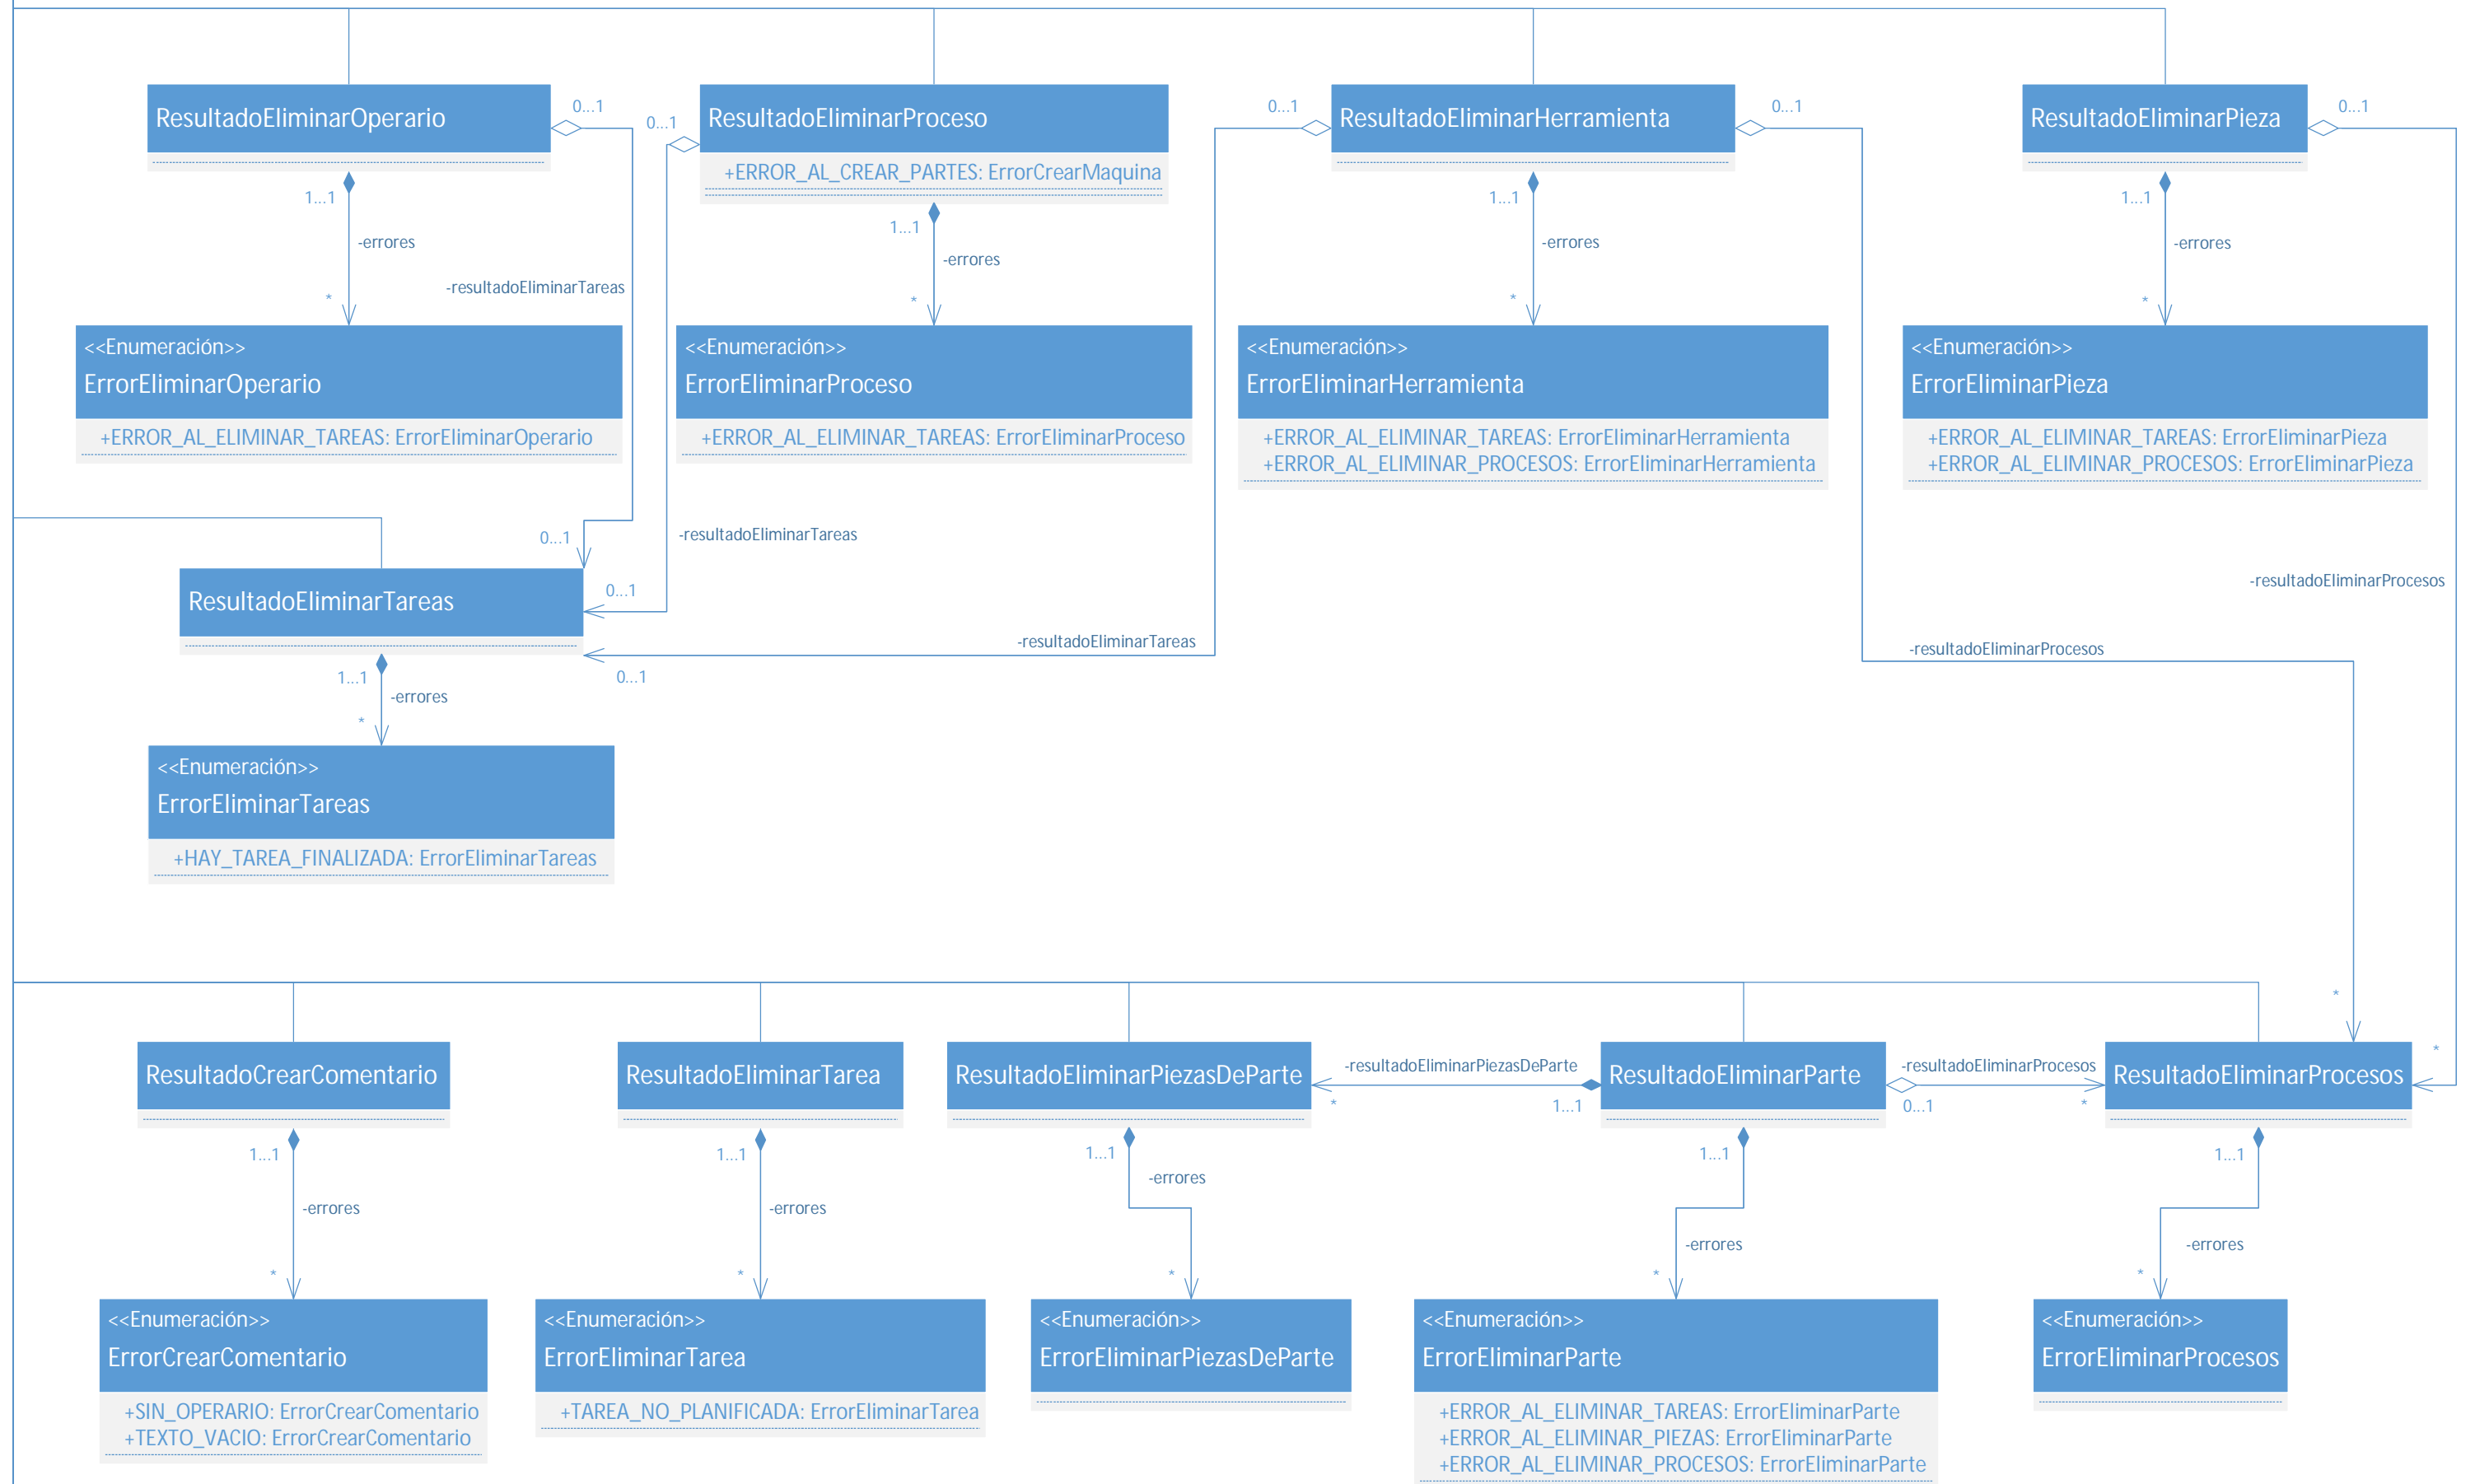 ResultadoEliminarOperario
0...1
1...1
-errores
-resultadoEliminarTareas
*
<<Enumeración>>
ErrorEliminarOperario
+ERROR_AL_ELIMINAR_TAREAS: ErrorEliminarOperario
ResultadoEliminarProceso
0...1
+ERROR_AL_CREAR_PARTES: ErrorCrearMaquina
1...1
-errores
*
<<Enumeración>>
ErrorEliminarProceso
+ERROR_AL_ELIMINAR_TAREAS: ErrorEliminarProceso
ResultadoEliminarHerramienta
0...1
0...1
1...1
-errores
*
<<Enumeración>>
ErrorEliminarHerramienta
+ERROR_AL_ELIMINAR_TAREAS: ErrorEliminarHerramienta
+ERROR_AL_ELIMINAR_PROCESOS: ErrorEliminarHerramienta
ResultadoEliminarPieza
0...1
1...1
-errores
*
<<Enumeración>>
ErrorEliminarPieza
+ERROR_AL_ELIMINAR_TAREAS: ErrorEliminarPieza
+ERROR_AL_ELIMINAR_PROCESOS: ErrorEliminarPieza
0...1
-resultadoEliminarTareas
0...1
-resultadoEliminarProcesos
ResultadoEliminarTareas
-resultadoEliminarTareas
-resultadoEliminarProcesos
0...1
1...1
-errores
*
<<Enumeración>>
ErrorEliminarTareas
+HAY_TAREA_FINALIZADA: ErrorEliminarTareas
*
*
ResultadoCrearComentario
1...1
-errores
*
<<Enumeración>>
ErrorCrearComentario
+SIN_OPERARIO: ErrorCrearComentario
+TEXTO_VACIO: ErrorCrearComentario
ResultadoEliminarTarea
1...1
-errores
*
<<Enumeración>>
ErrorEliminarTarea
+TAREA_NO_PLANIFICADA: ErrorEliminarTarea
ResultadoEliminarPiezasDeParte
-resultadoEliminarPiezasDeParte
*
1...1
1...1
-errores
*
<<Enumeración>>
ErrorEliminarPiezasDeParte
ResultadoEliminarParte
-resultadoEliminarProcesos
0...1
*
1...1
-errores
*
<<Enumeración>>
ErrorEliminarParte
+ERROR_AL_ELIMINAR_TAREAS: ErrorEliminarParte
+ERROR_AL_ELIMINAR_PIEZAS: ErrorEliminarParte
+ERROR_AL_ELIMINAR_PROCESOS: ErrorEliminarParte
ResultadoEliminarProcesos
1...1
-errores
*
<<Enumeración>>
ErrorEliminarProcesos